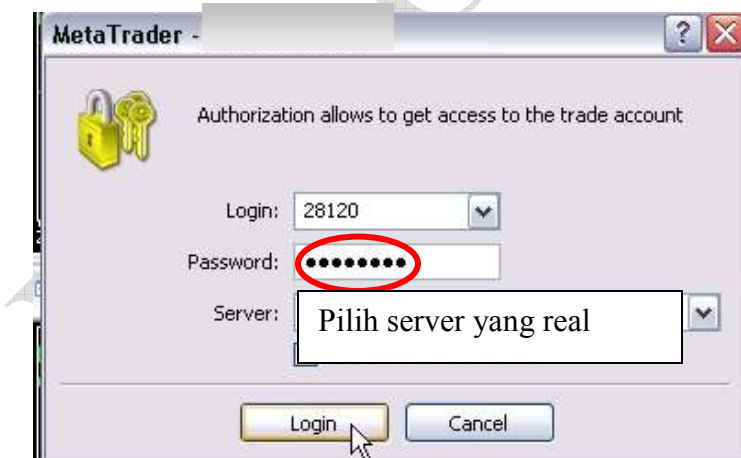 MetaTrader -
Authorization allows to get access to the trade account
Login: 28120
Password: ●●●●●●●●
Server: Pilih server yang real
Login Cancel